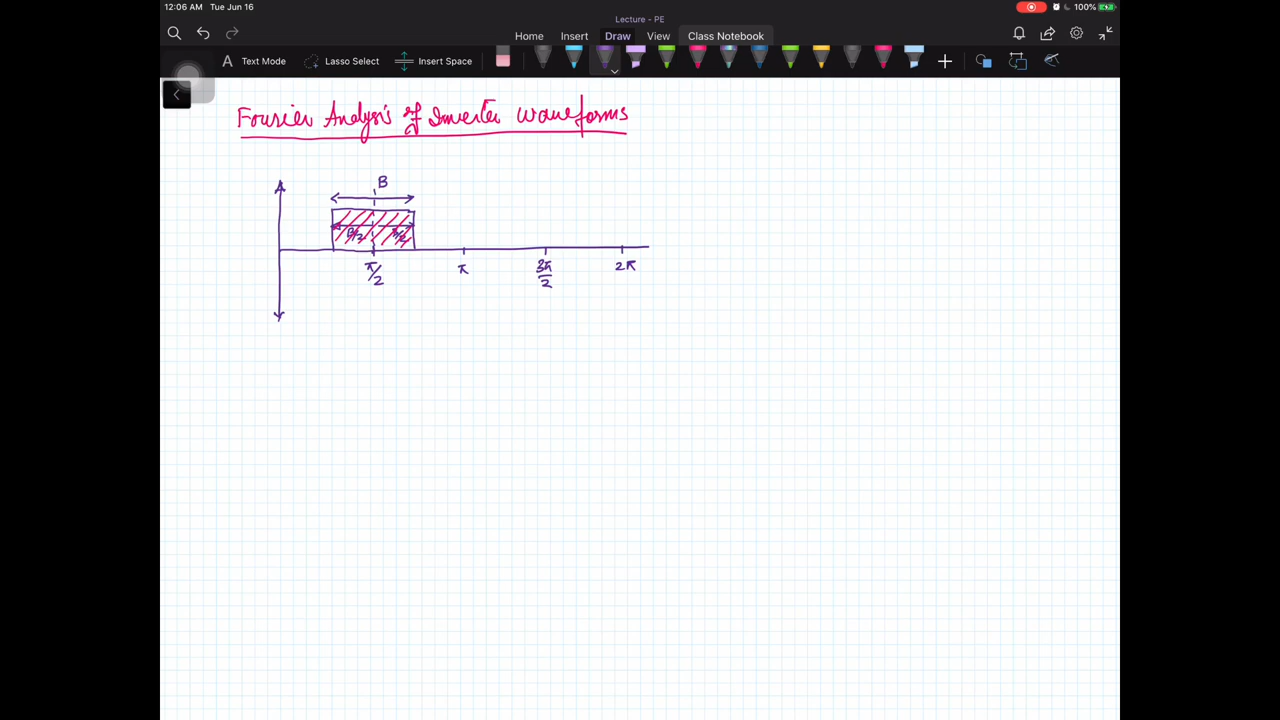 12:06 AM Tue Jun 16
100%
Lecture - PE
Home Insert Draw View Class Notebook
Text Mode Lasso Select Insert Space
Fourier Analysis of Inverter Waveforms
B
B/2 B/2
π/2 π 3π/2 2π